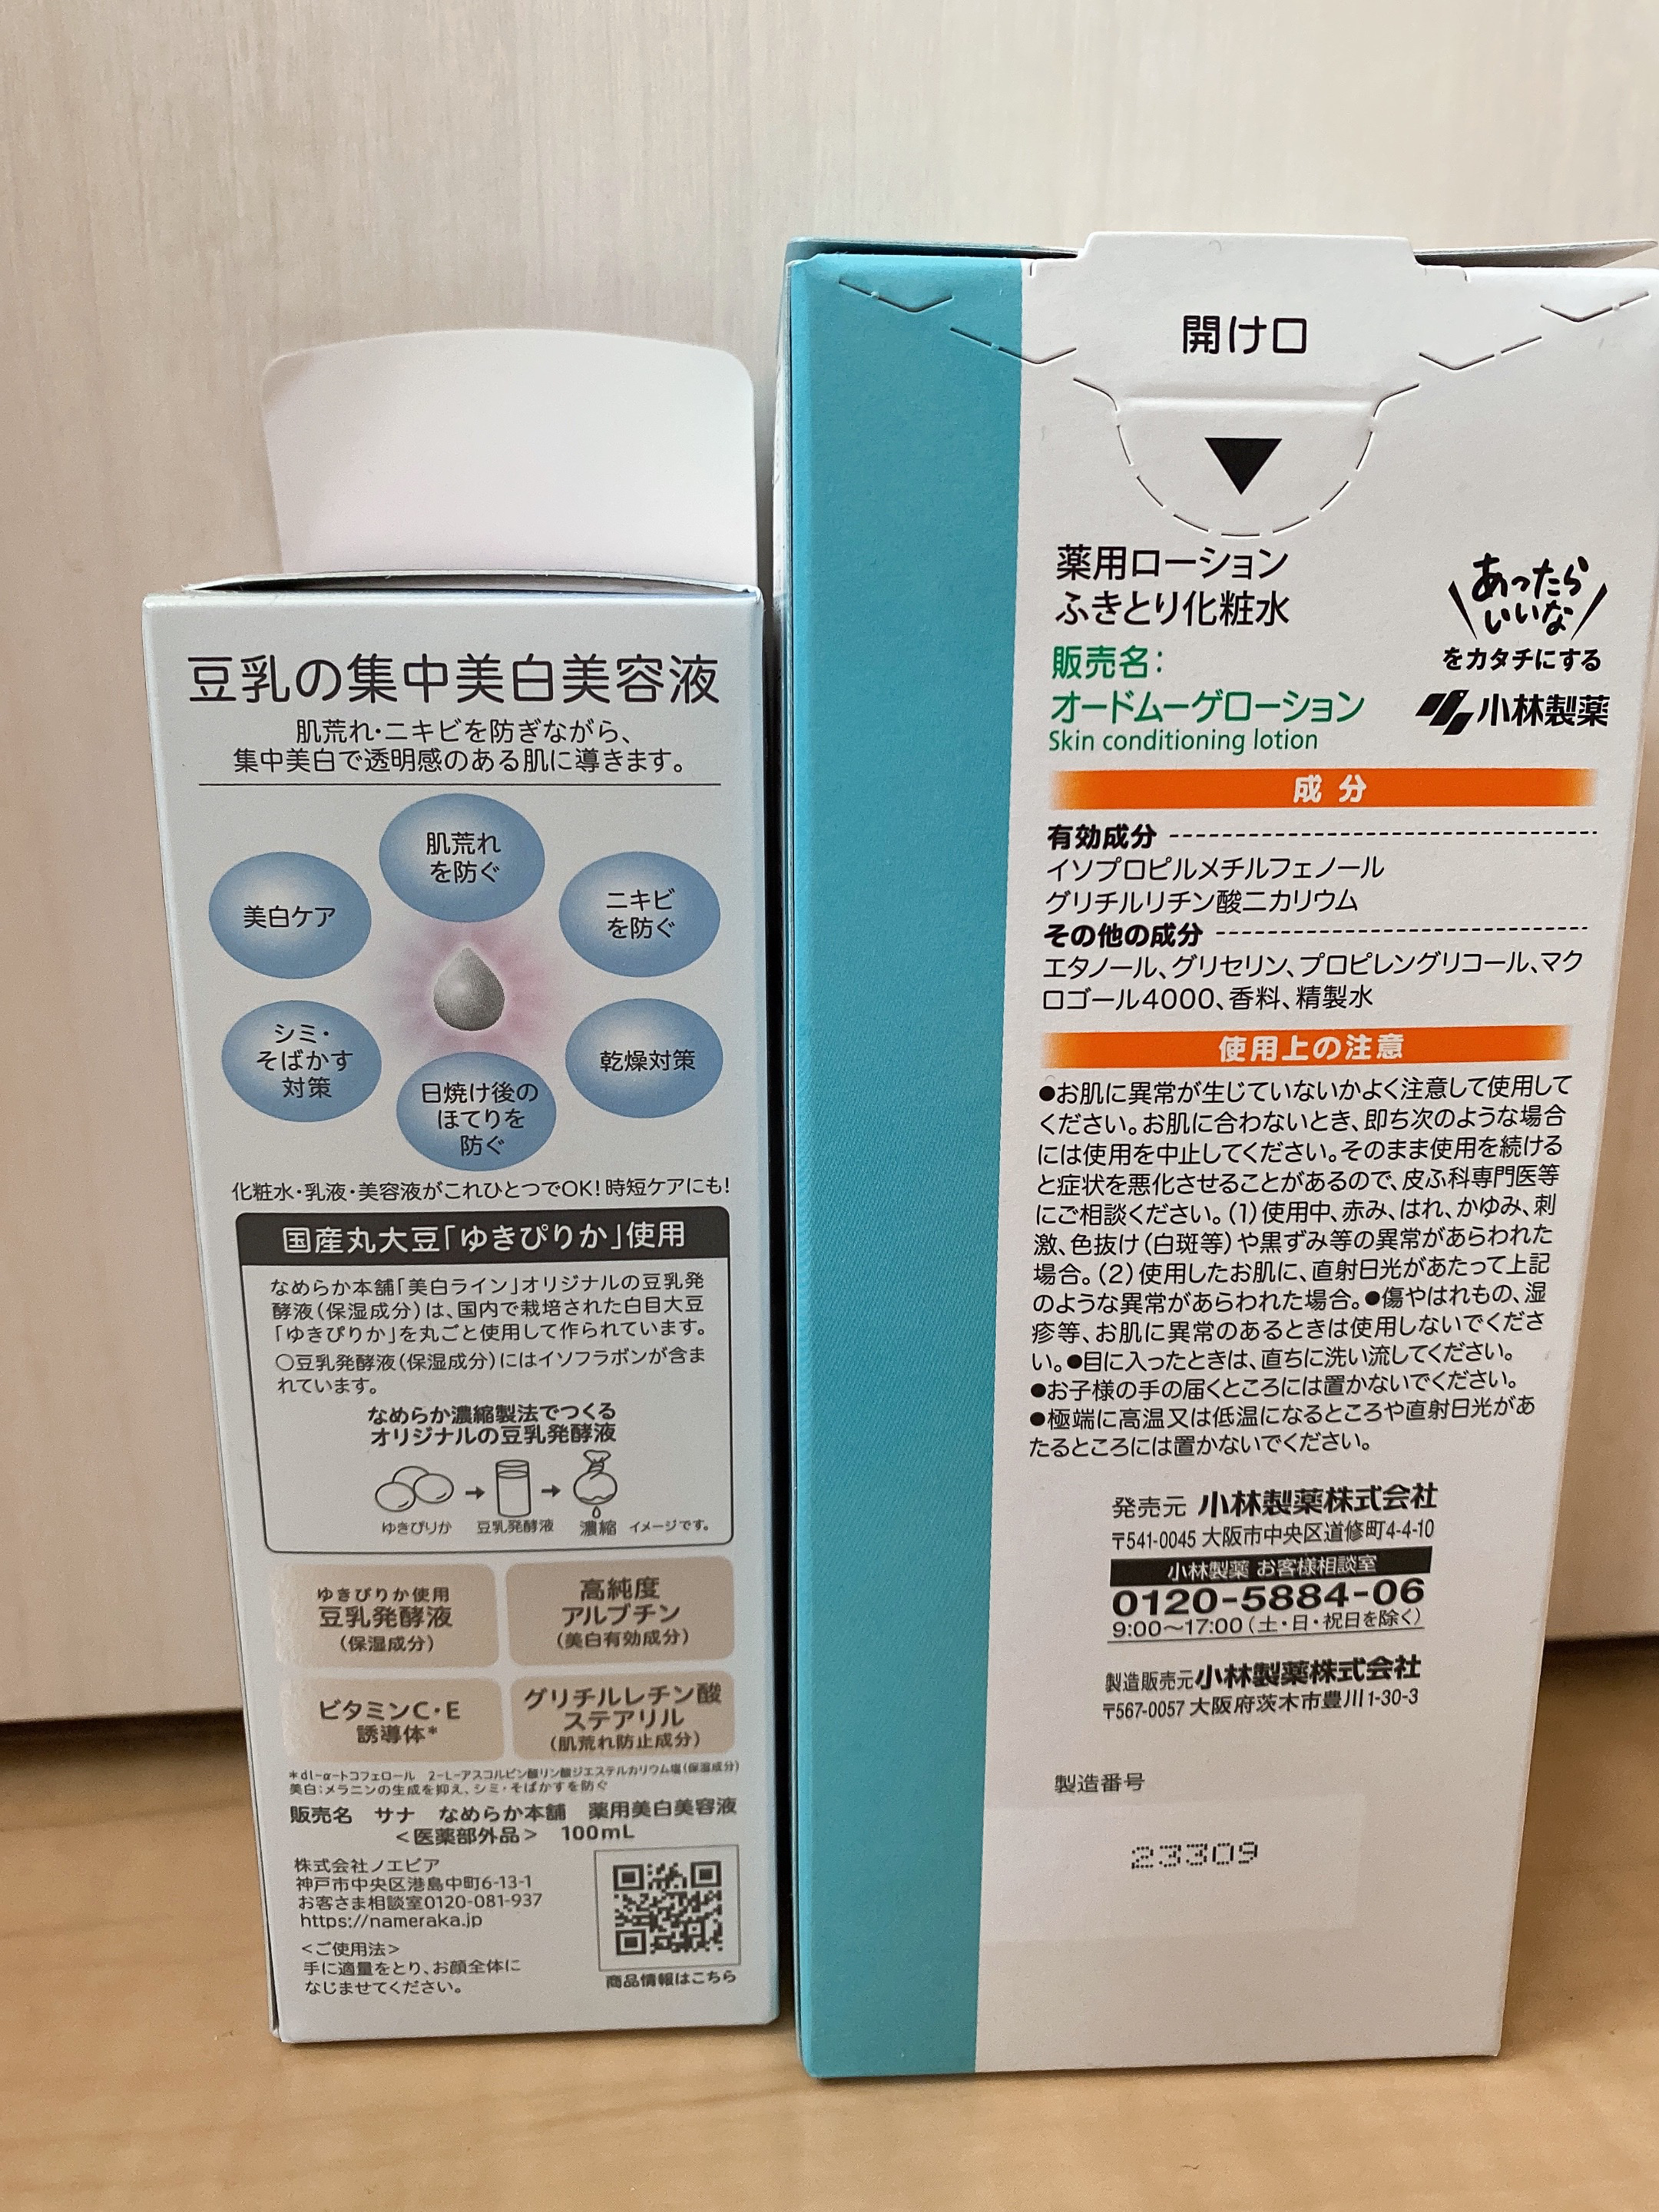 豆乳の集中美白美容液
肌荒れ・ニキビを防ぎながら、
集中美白で透明感のある肌に導きます。
肌荒れ
を防ぐ
美白ケア
ニキビ
を防ぐ
シミ・
そばかす
対策
乾燥対策
日焼け後の
ほてりを
防ぐ
化粧水・乳液・美容液がこれひとつでOK!時短ケアにも!
国産丸大豆「ゆきぴりか」使用
なめらか本舗「美白ライン」オリジナルの豆乳発
酵液(保湿成分)は、国内で栽培された白目大豆
「ゆきぴりか」を丸ごと使用して作られています。
○豆乳発酵液(保湿成分)にはイソフラボンが含ま
れています。
なめらか濃縮製法でつくる
オリジナルの豆乳発酵液
ゆきぴりか 豆乳発酵液 濃縮 イメージです。
ゆきぴりか使用
豆乳発酵液
(保湿成分)
高純度
アルブチン
(美白有効成分)
ビタミンC・E
誘導体*
グリチルレチン酸
ステアリル
(肌荒れ防止成分)
*dl-α-トコフェロール 2-L-アスコルビン酸リン酸ジエステルカリウム塩(保湿成分)
美白:メラニンの生成を抑え、シミ・そばかすを防ぐ
販売名 サナ なめらか本舗 薬用美白美容液
<医薬部外品> 100mL
株式会社ノエビア
神戸市中央区港島中町6-13-1
お客さま相談室0120-081-937
https://nameraka.jp
<ご使用法>
手に適量をとり、お顔全体に
なじませてください。
商品情報はこちら
開け口
薬用ローション
ふきとり化粧水
販売名:
オードムーゲローション
Skin conditioning lotion
あったら
いいな
をカタチにする
小林製薬
成分
有効成分
イソプロピルメチルフェノール
グリチルリチン酸二カリウム
その他の成分
エタノール、グリセリン、プロピレングリコール、マク
ロゴール4000、香料、精製水
使用上の注意
●お肌に異常が生じていないかよく注意して使用して
ください。お肌に合わないとき、即ち次のような場合
には使用を中止してください。そのまま使用を続ける
と症状を悪化させることがあるので、皮ふ科専門医等
にご相談ください。(1)使用中、赤み、はれ、かゆみ、刺
激、色抜け(白斑等)や黒ずみ等の異常があらわれた
場合。(2)使用したお肌に、直射日光があたって上記
のような異常があらわれた場合。●傷やはれもの、湿
疹等、お肌に異常のあるときは使用しないでくださ
い。●目に入ったときは、直ちに洗い流してください。
●お子様の手の届くところには置かないでください。
●極端に高温又は低温になるところや直射日光があ
たるところには置かないでください。
発売元 小林製薬株式会社
〒541-0045 大阪市中央区道修町4-4-10
小林製薬 お客様相談室
0120-5884-06
9:00〜17:00(土・日・祝日を除く)
製造販売元小林製薬株式会社
〒567-0057 大阪府茨木市豊川1-30-3
製造番号
23309